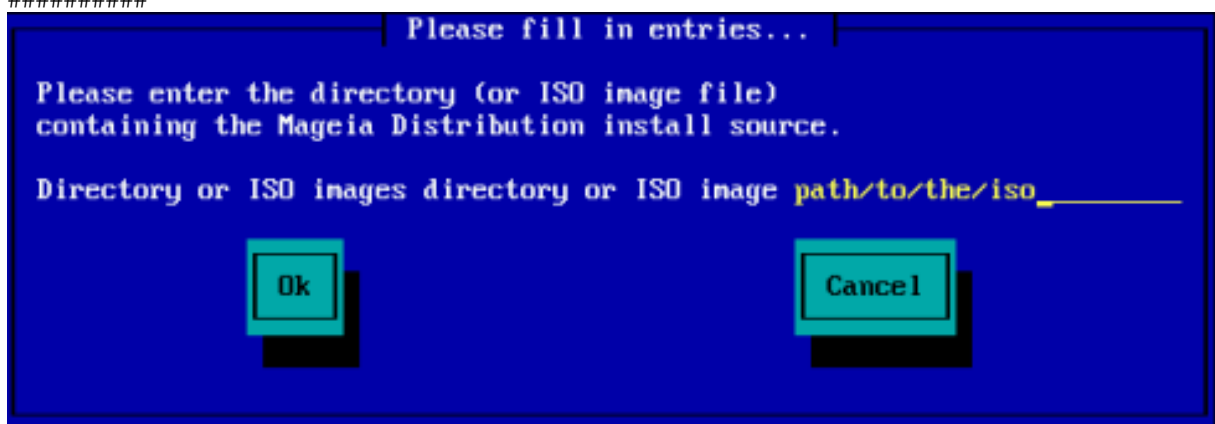 ##########
Please fill in entries...
Please enter the directory (or ISO image file)
containing the Mageia Distribution install source.
Directory or ISO images directory or ISO image path/to/the/iso_
Ok
Cancel